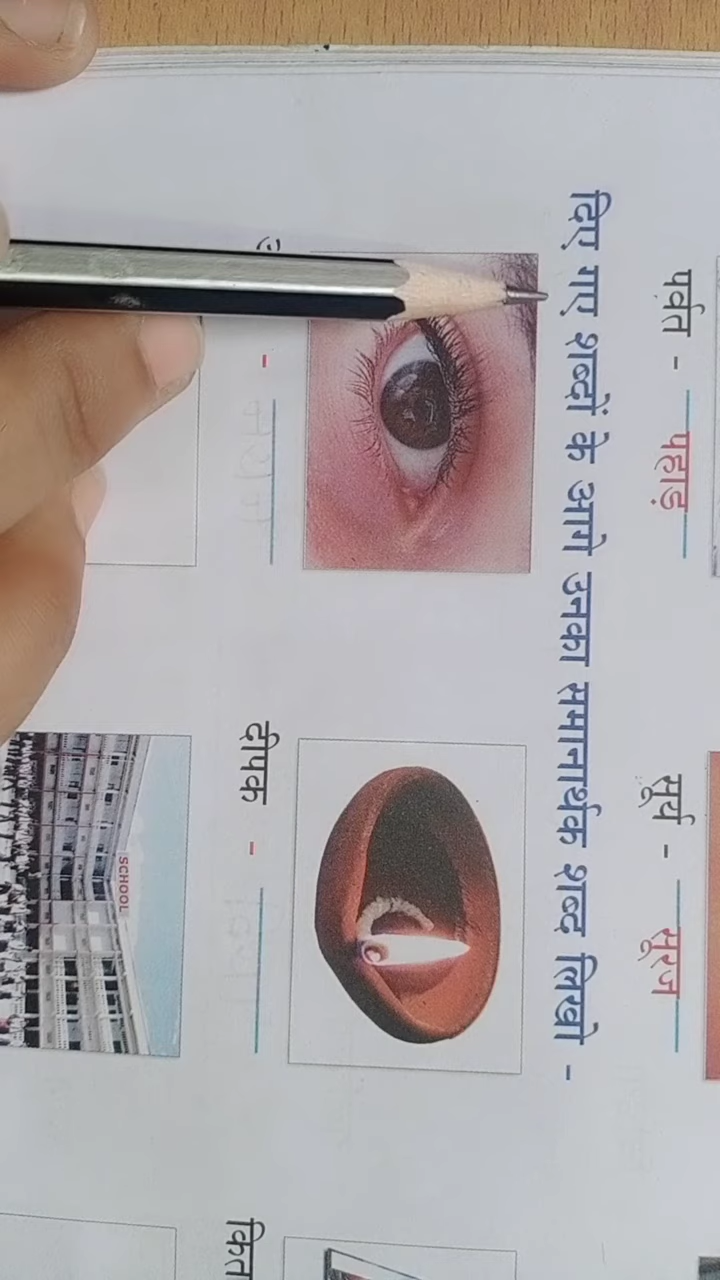 पर्वत - पहाड़ सूर्य - सूरज
दिए गए शब्दों के आगे उनका समानार्थक शब्द लिखो -
- दीपक -
SCHOOL